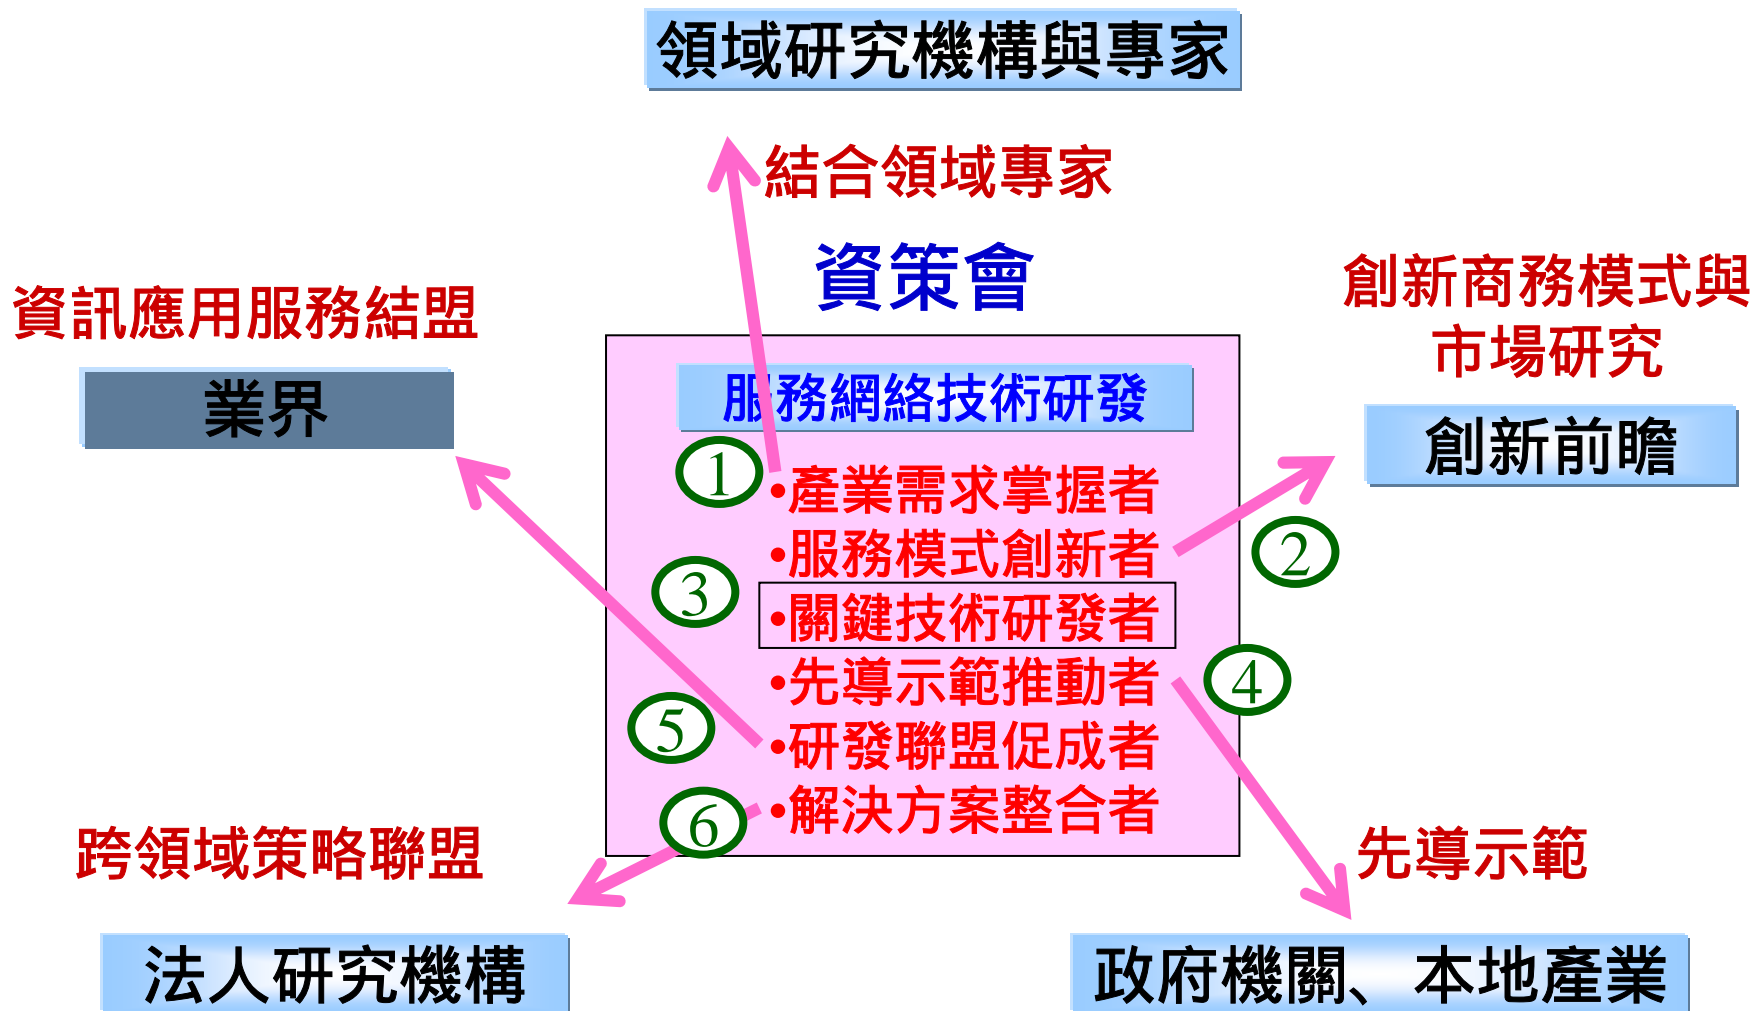 領域研究機構與專家
結合領域專家
資策會
創新商務模式與
市場研究
資訊應用服務結盟
業界
服務網絡技術研發
創新前瞻
1
•產業需求掌握者
•服務模式創新者
2
3
•關鍵技術研發者
•先導示範推動者
4
5
•研發聯盟促成者
6
•解決方案整合者
跨領域策略聯盟
先導示範
法人研究機構
政府機關、本地產業